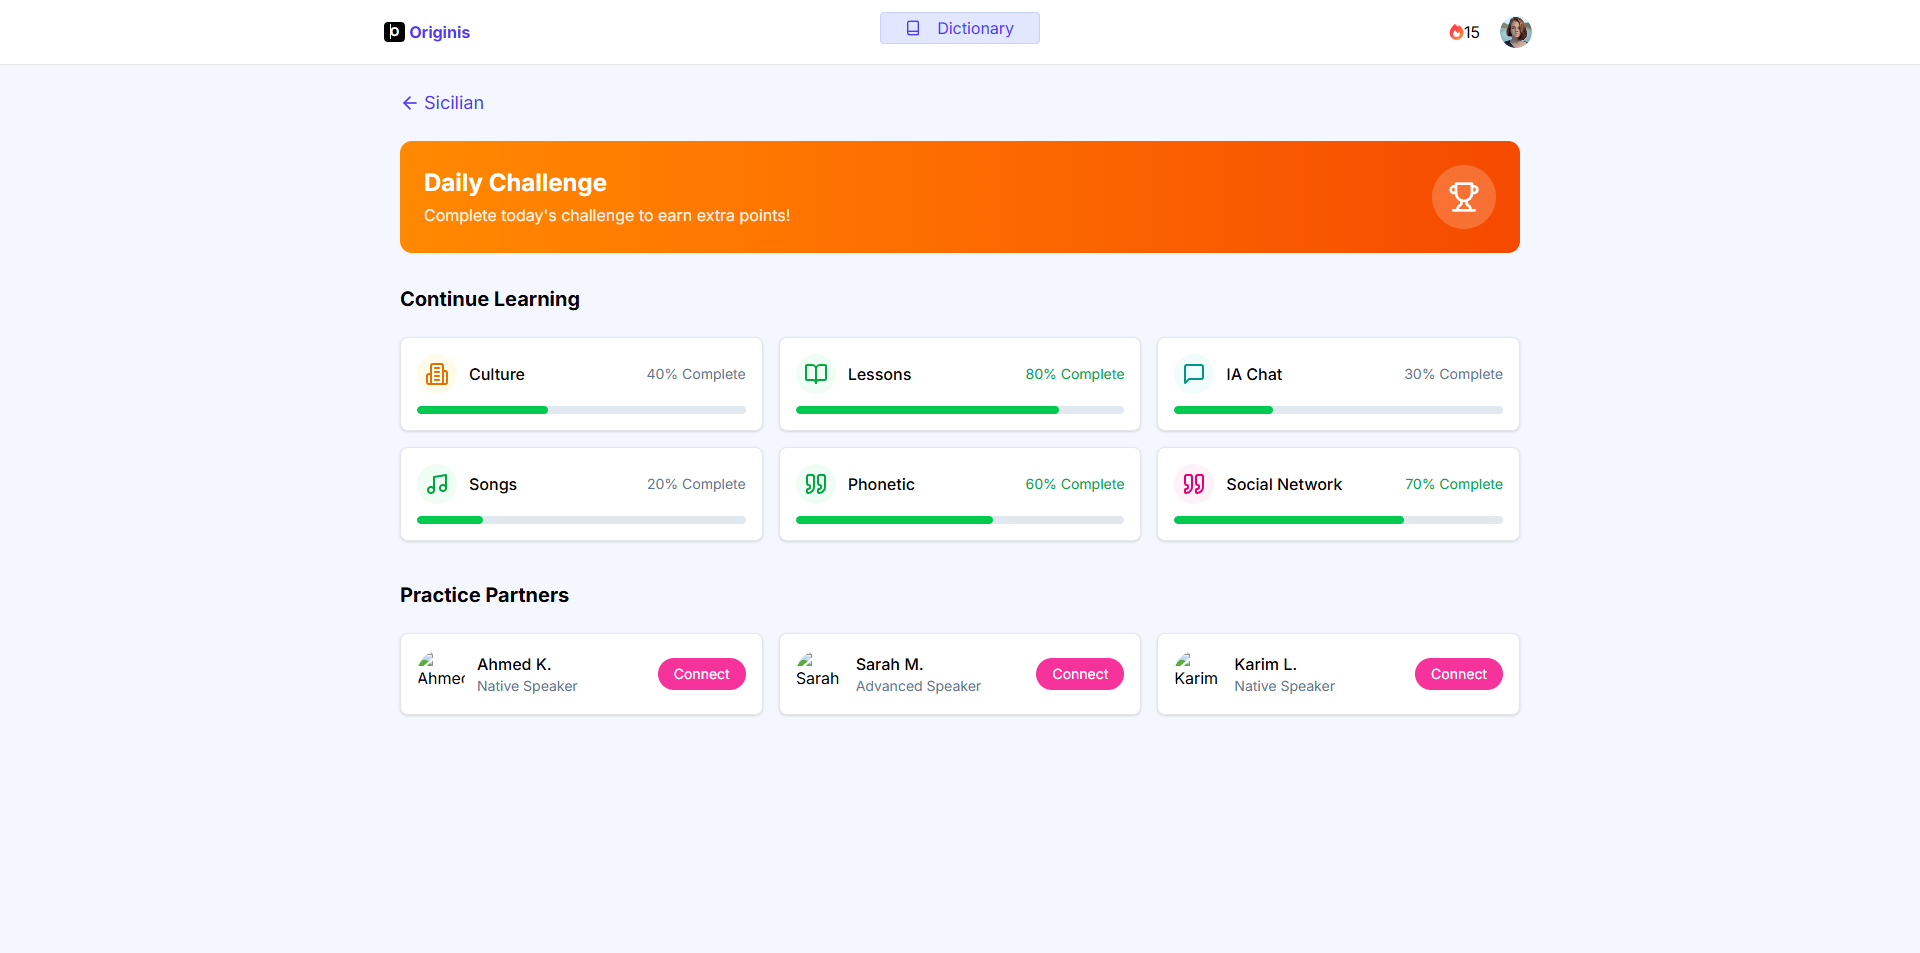 Originis
Dictionary
15
Sicilian
Daily Challenge
Complete today's challenge to earn extra points!
Continue Learning
Culture
40% Complete
Lessons
80% Complete
IA Chat
30% Complete
Songs
20% Complete
Phonetic
60% Complete
Social Network
70% Complete
Practice Partners
Ahmed
Ahmed K.
Native Speaker
Connect
Sarah
Sarah M.
Advanced Speaker
Connect
Karim
Karim L.
Native Speaker
Connect